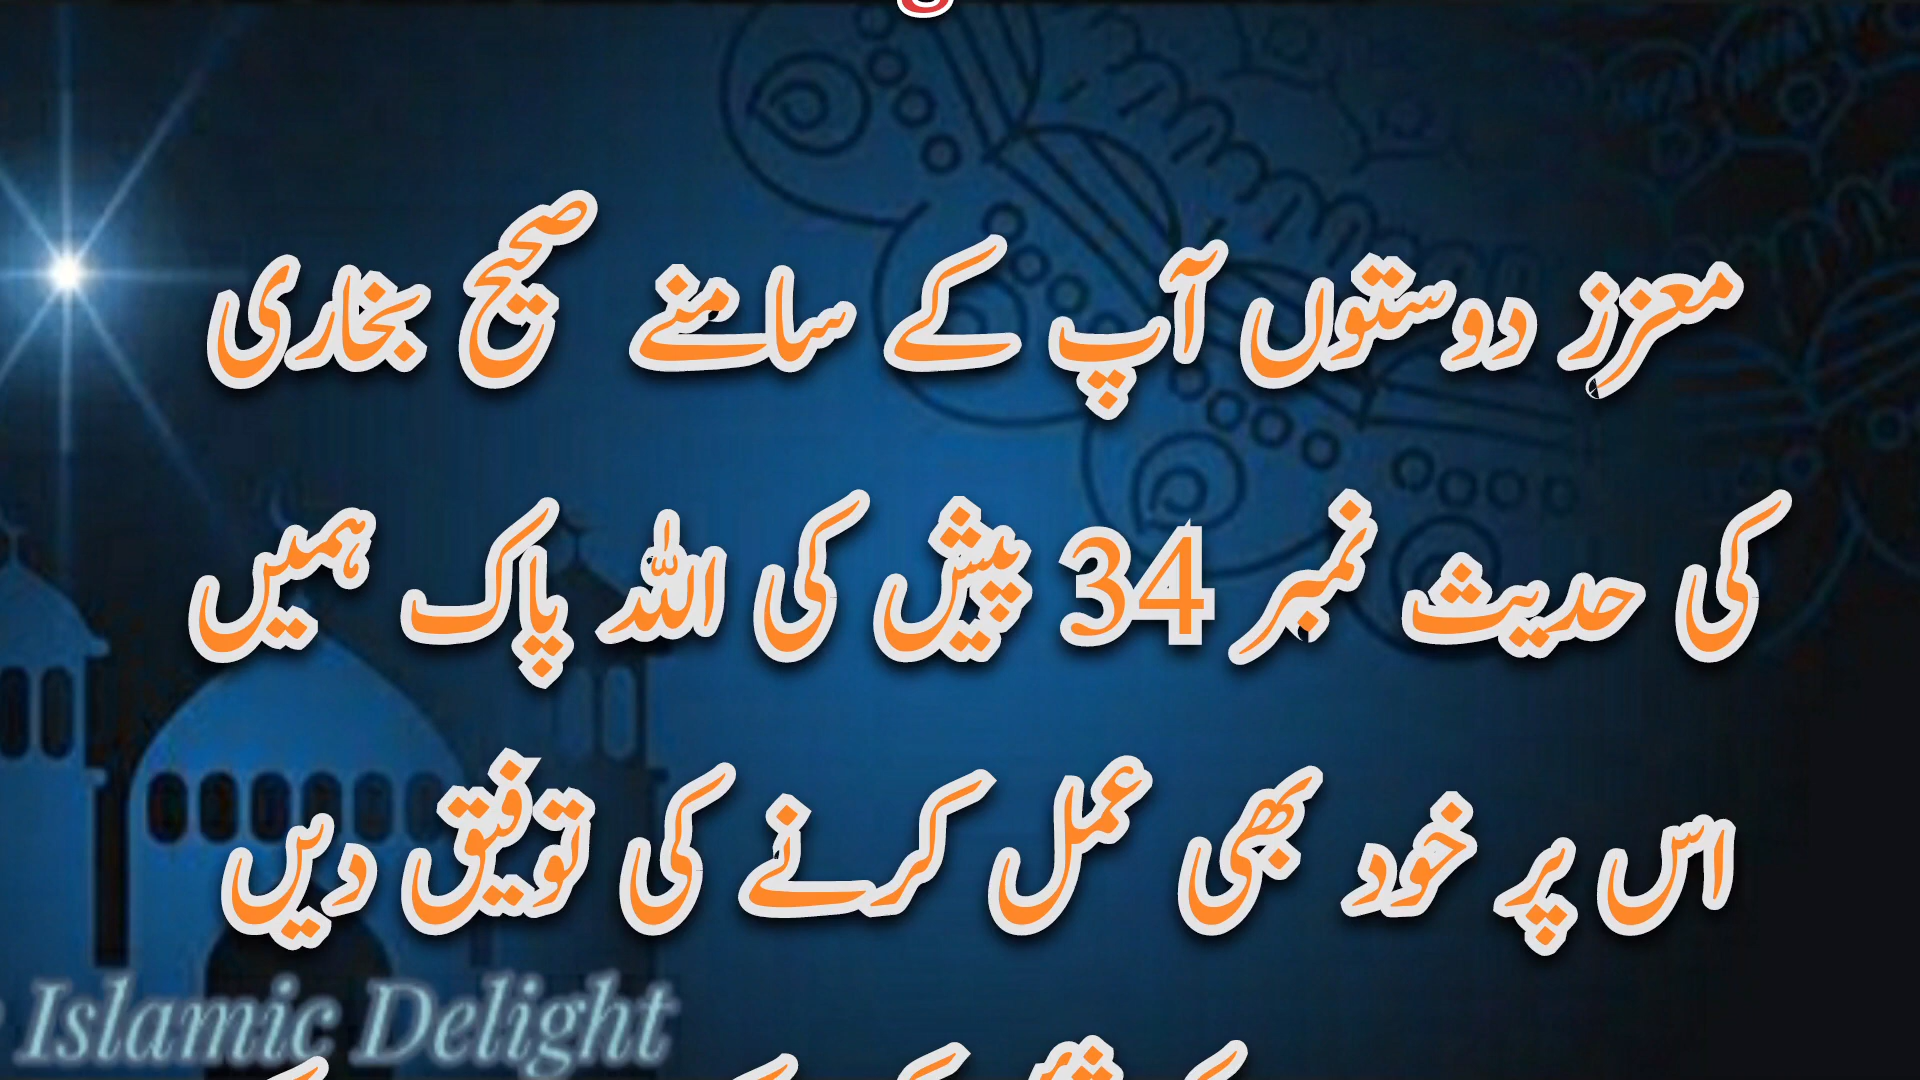 معزز دوستوں آپ کے سامنے صحیح بخاری
کی حدیث نمبر 34 پیش کی اللہ پاک ہمیں
اس پر خود بھی عمل کرنے کی توفیق دیں
Islamic Delight